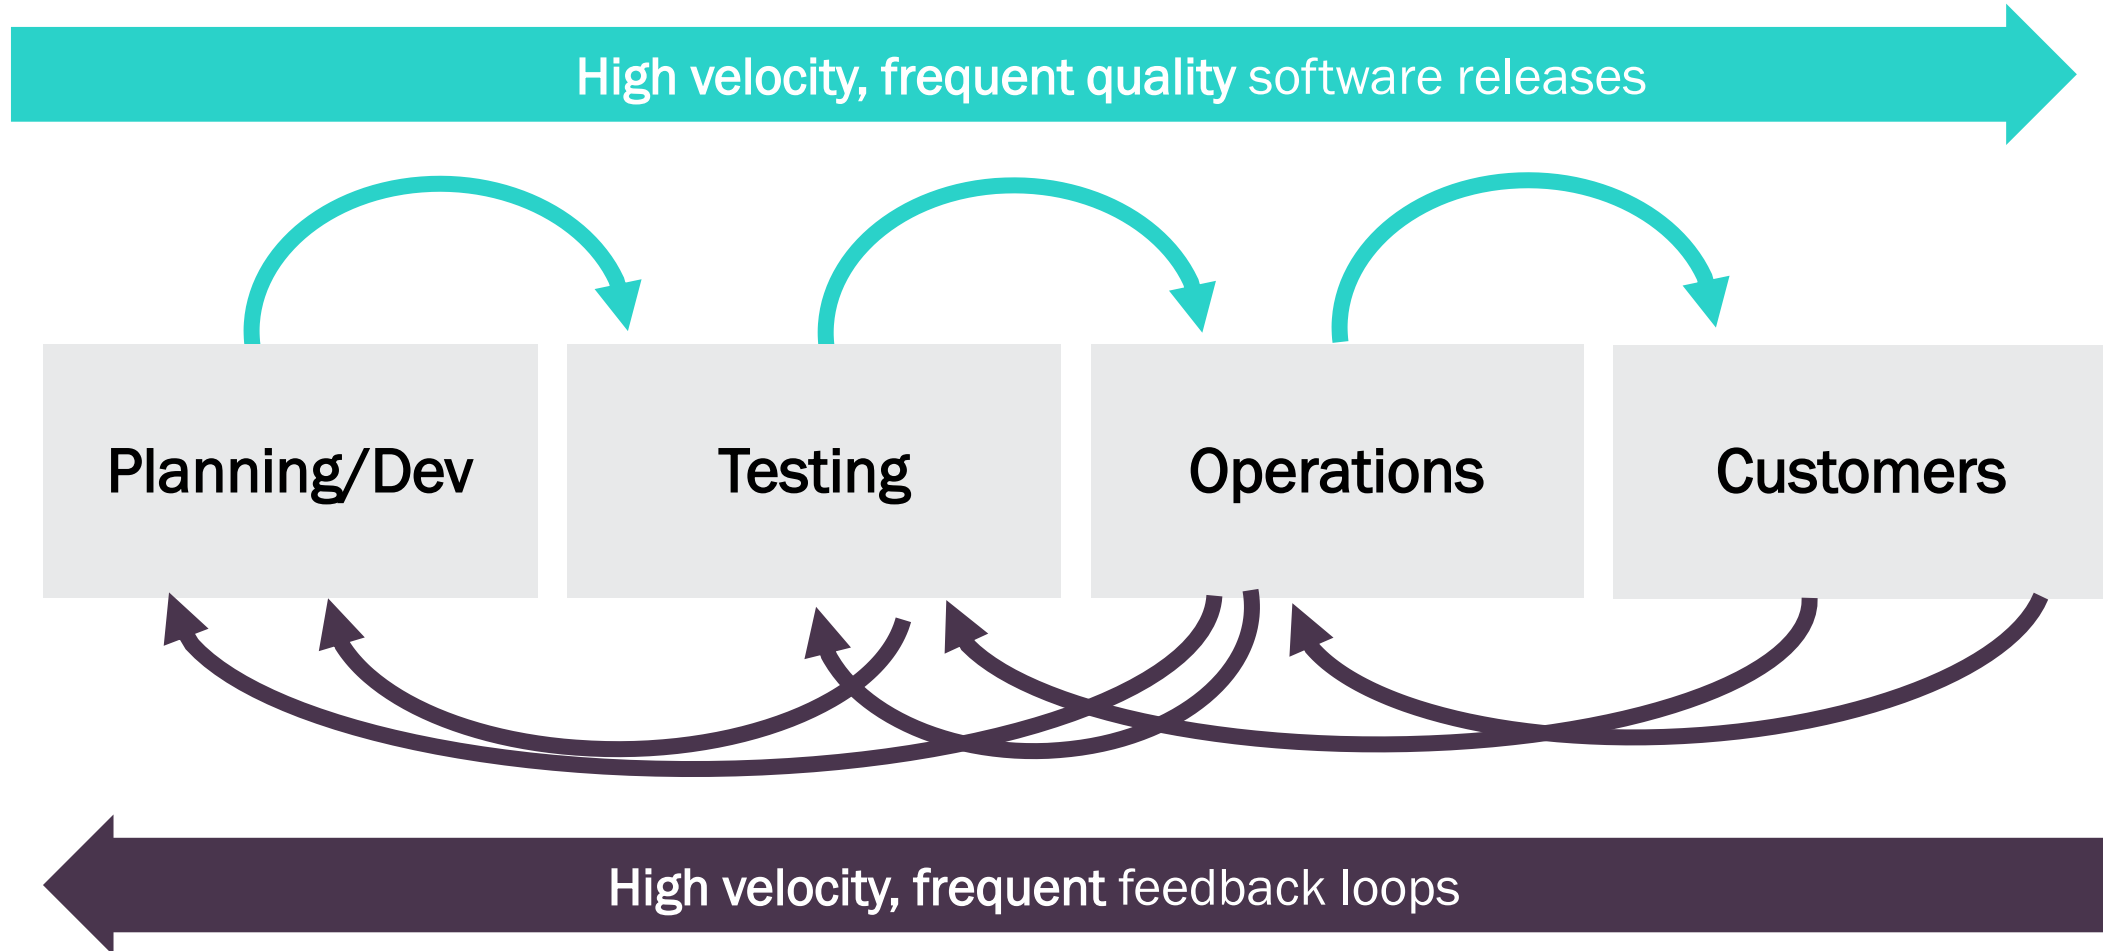 High velocity, frequent quality software releases
Planning/Dev
Testing
Operations
Customers
High velocity, frequent feedback loops